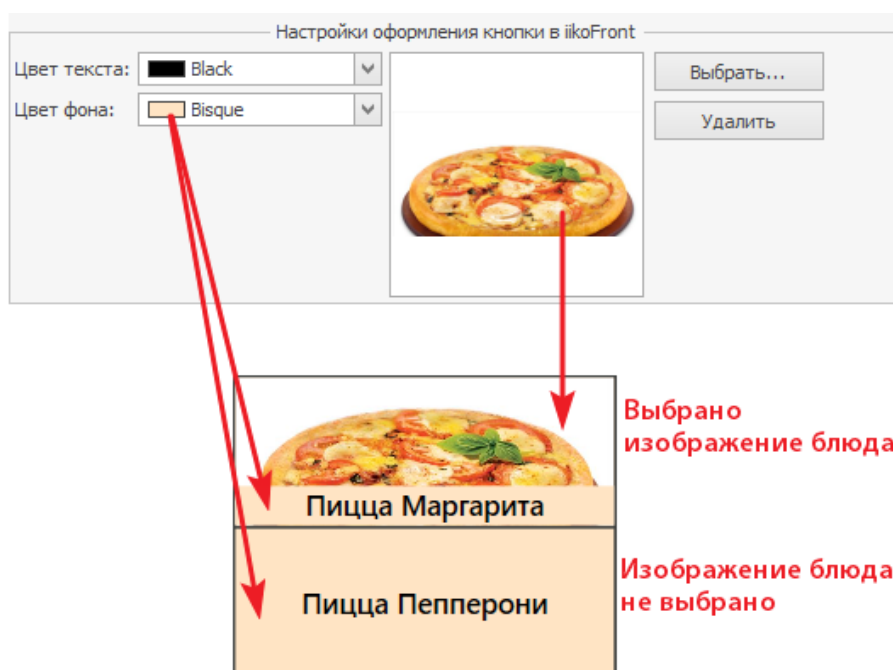 Настройки оформления кнопки в iikoFront
Цвет текста: Black
Выбрать...
Цвет фона: Bisque
Удалить
Выбрано
изображение блюда
Пицца Маргарита
Изображение блюда
не выбрано
Пицца Пепперони